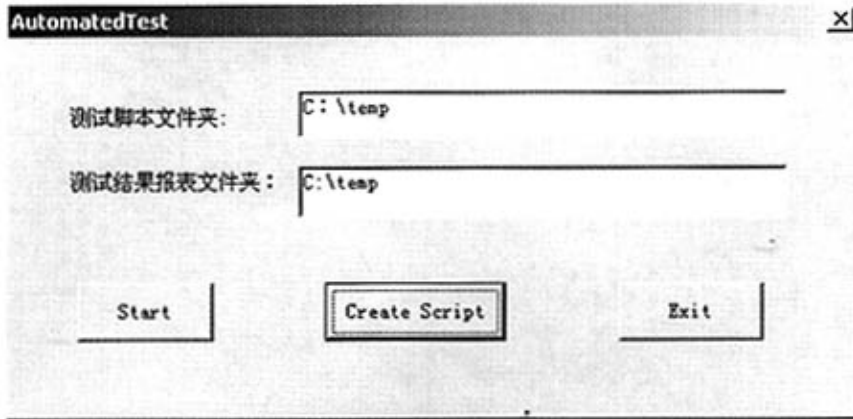 AutomatedTest
测试脚本文件夹:
C：\temp
测试结果报表文件夹：
C:\temp
Start
Create Script
Exit